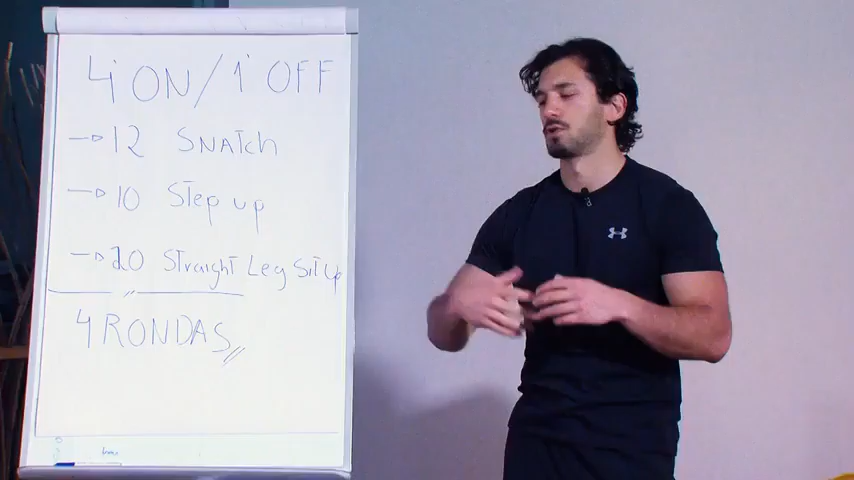 4' ON / 1' OFF
→ 12 SNATCH
→ 10 Step up
→ 20 Straight Leg Sit Up
4 RONDAS